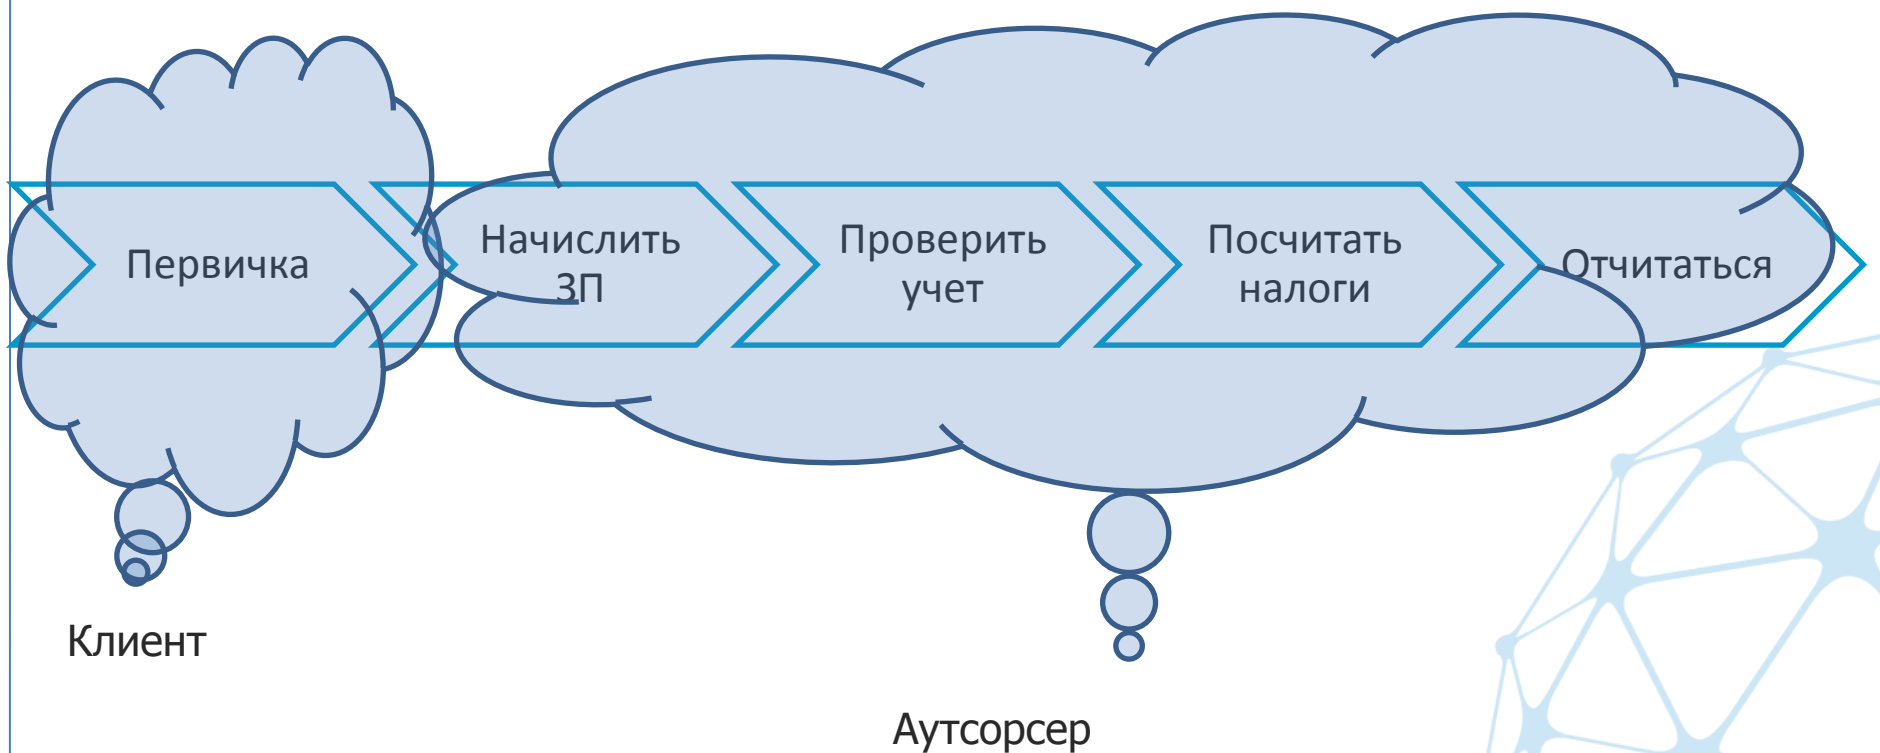 Первичка
Начислить
ЗП
Проверить
учет
Посчитать
налоги
Отчитаться
Клиент
Аутсорсер